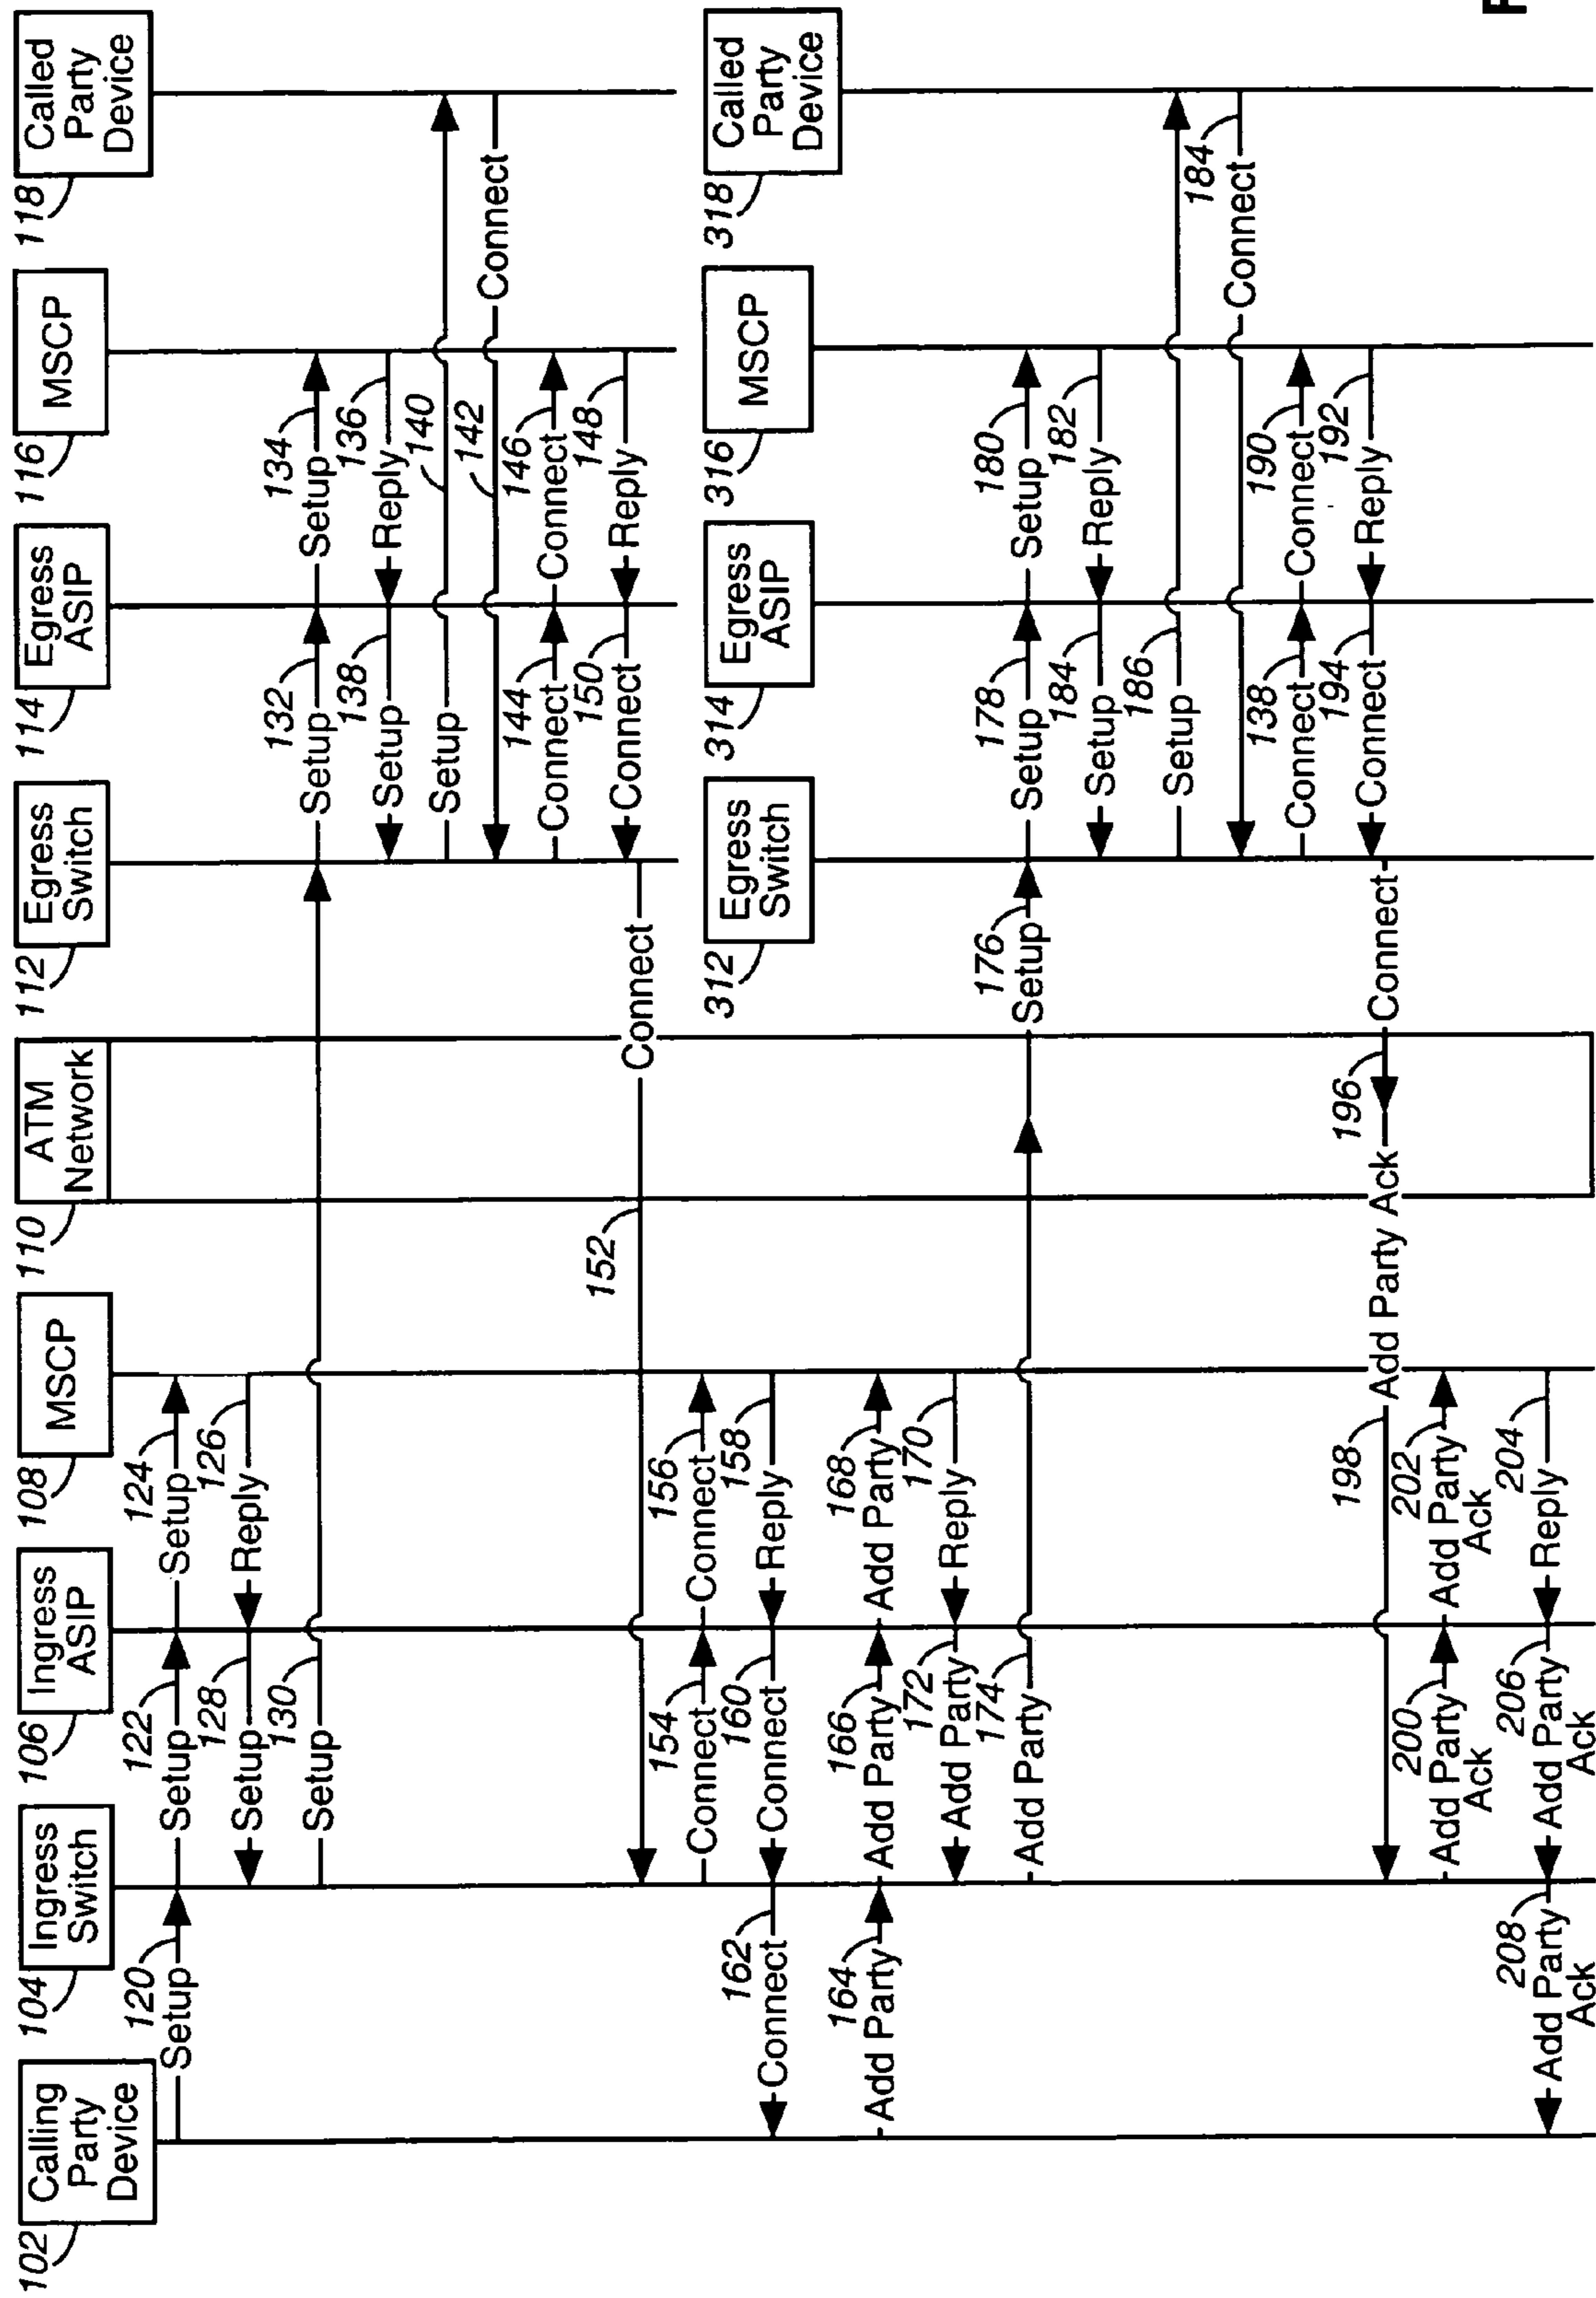 102
Calling
Party
Device
104
Ingress
Switch
106
Ingress
ASIP
108
MSCP
110
ATM
Network
112
Egress
Switch
114
Egress
ASIP
116
MSCP
118
Called
Party
Device
120
Setup
122
Setup
124
Setup
126
Reply
128
Setup
130
Setup
132
Setup
134
Setup
136
Reply
138
Setup
140
Setup
142
Connect
144
Connect
146
Connect
148
Reply
150
Connect
152
Connect
154
Connect
156
Connect
158
Reply
160
Connect
162
Connect
312
Egress
Switch
314
Egress
ASIP
316
MSCP
318
Called
Party
Device
164
Add Party
166
Add Party
168
Add Party
170
Reply
172
Add Party
174
Add Party
176
Setup
178
Setup
180
Setup
182
Reply
184
Setup
186
Setup
184
Connect
138
Connect
190
Connect
192
Reply
194
Connect
196
Connect
198
Add Party Ack
200
Add Party
Ack
202
Add Party
Ack
204
Reply
206
Add Party
Ack
208
Add Party
Ack